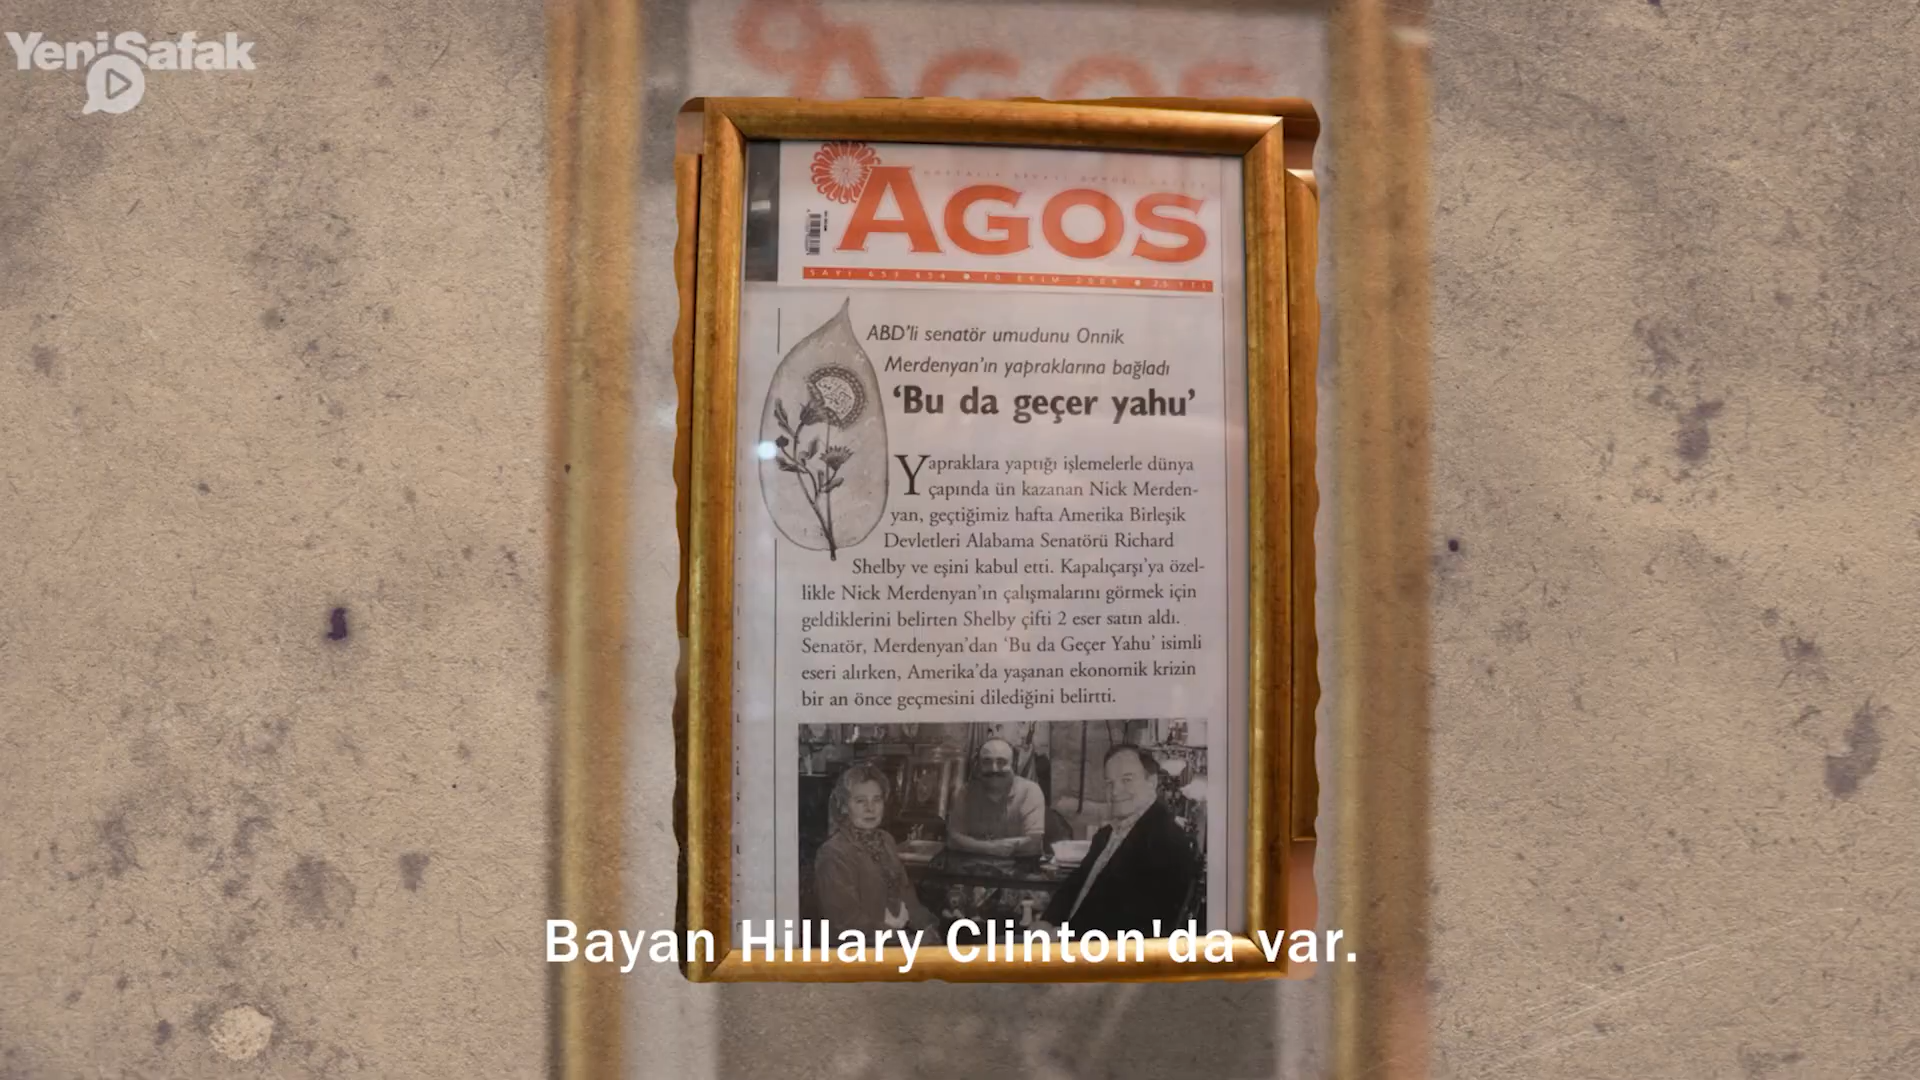 YeniSafak
AGOS
ABD'li senatör umudunu Onnik
Merdenyan'ın yapraklarına bağladı
'Bu da geçer yahu'
Yapraklara yaptığı işlemelerle dünya
çapında ün kazanan Nick Merden-
yan, geçtiğimiz hafta Amerika Birleşik
Devletleri Alabama Senatörü Richard
Shelby ve eşini kabul etti. Kapalıçarşı'ya özel-
likle Nick Merdenyan'ın çalışmalarını görmek için
geldiklerini belirten Shelby çifti 2 eser satın aldı.
Senatör, Merdenyan'dan 'Bu da Geçer Yahu' isimli
eseri alırken, Amerika'da yaşanan ekonomik krizin
bir an önce geçmesini dilediğini belirtti.
Bayan Hillary Clinton'da var.